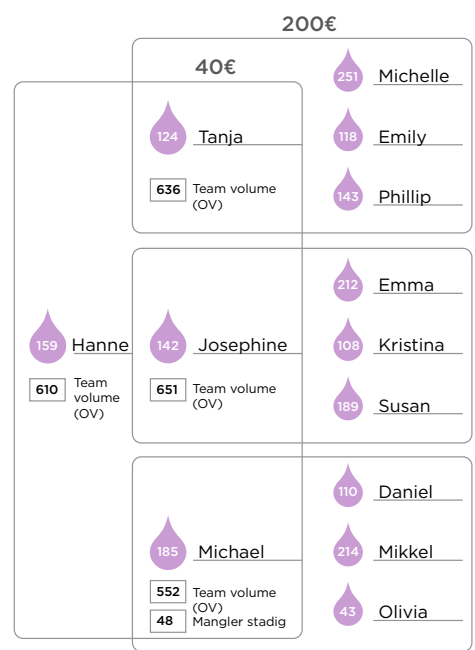 200€
40€
251 Michelle
124 Tanja
118 Emily
636 Team volume
(OV)
143 Phillip
212 Emma
159 Hanne
142 Josephine
108 Kristina
610 Team
volume
(OV)
651 Team volume
(OV)
189 Susan
110 Daniel
185 Michael
214 Mikkel
552 Team volume
(OV)
48 Mangler stadig
43 Olivia